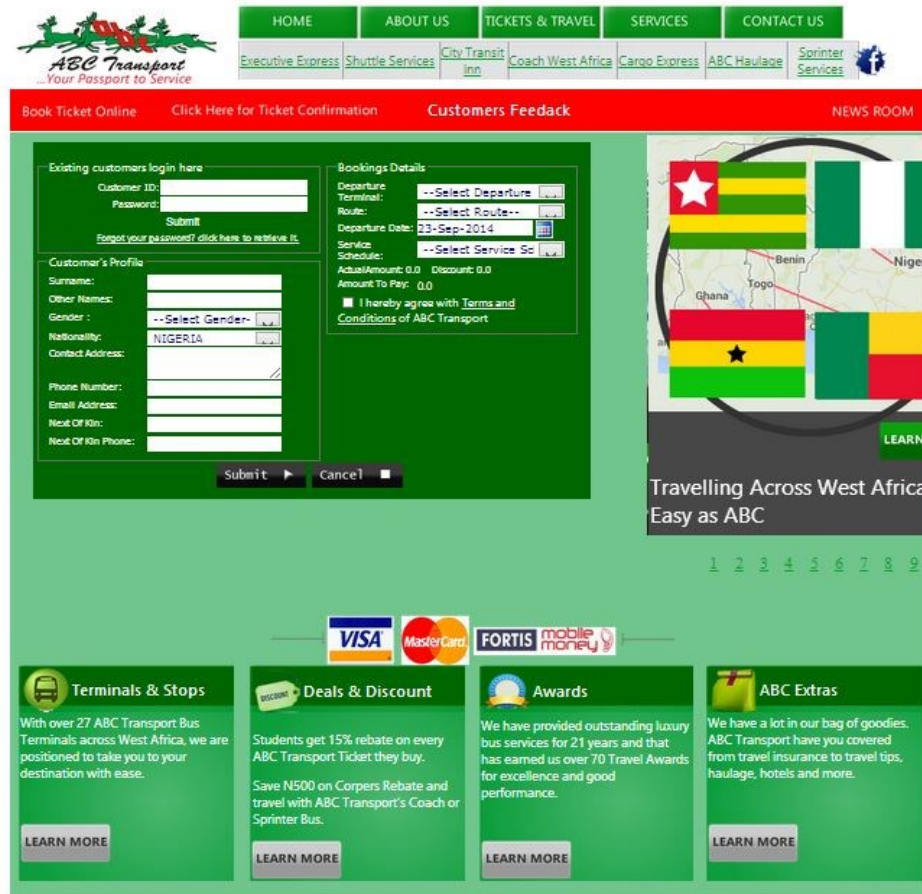 HOME
ABOUT US
TICKETS & TRAVEL
SERVICES
CONTACT US
abc
ABC Transport
...Your Passport to Service
Executive Express
Shuttle Services
City Transit
Inn
Coach West Africa
Cargo Express
ABC Haulage
Sprinter
Services
f
Book Ticket Online
Click Here for Ticket Confirmation
Customers Feedack
NEWS ROOM
Existing customers login here
Customer ID:
Password:
Submit
Forgot your password? click here to retrieve it.
Customer's Profile
Surname:
Other Names:
Gender :
--Select Gender-
Nationality:
NIGERIA
Contact Address:
Phone Number:
Email Address:
Next Of Kin:
Next Of Kin Phone:
Bookings Details
Departure
Terminal:
--Select Departure
Route:
--Select Route--
Departure Date:
23-Sep-2014
Service
Schedule:
--Select Service Sc
ActualAmount: 0.0 Discount: 0.0
Amount To Pay: 0.0
I hereby agree with Terms and
Conditions of ABC Transport
Submit
Cancel
Benin
Nige
Togo
Ghana
LEARN
Travelling Across West Africa
Easy as ABC
1 2 3 4 5 6 7 8 9
VISA
MasterCard
FORTIS mobile
money
Terminals & Stops
With over 27 ABC Transport Bus
Terminals across West Africa, we are
positioned to take you to your
destination with ease.
LEARN MORE
DISCOUNT
Deals & Discount
Students get 15% rebate on every
ABC Transport Ticket they buy.
Save N500 on Corpers Rebate and
travel with ABC Transport's Coach or
Sprinter Bus.
LEARN MORE
Awards
We have provided outstanding luxury
bus services for 21 years and that
has earned us over 70 Travel Awards
for excellence and good
performance.
LEARN MORE
ABC Extras
We have a lot in our bag of goodies.
ABC Transport have you covered
from travel insurance to travel tips,
haulage, hotels and more.
LEARN MORE